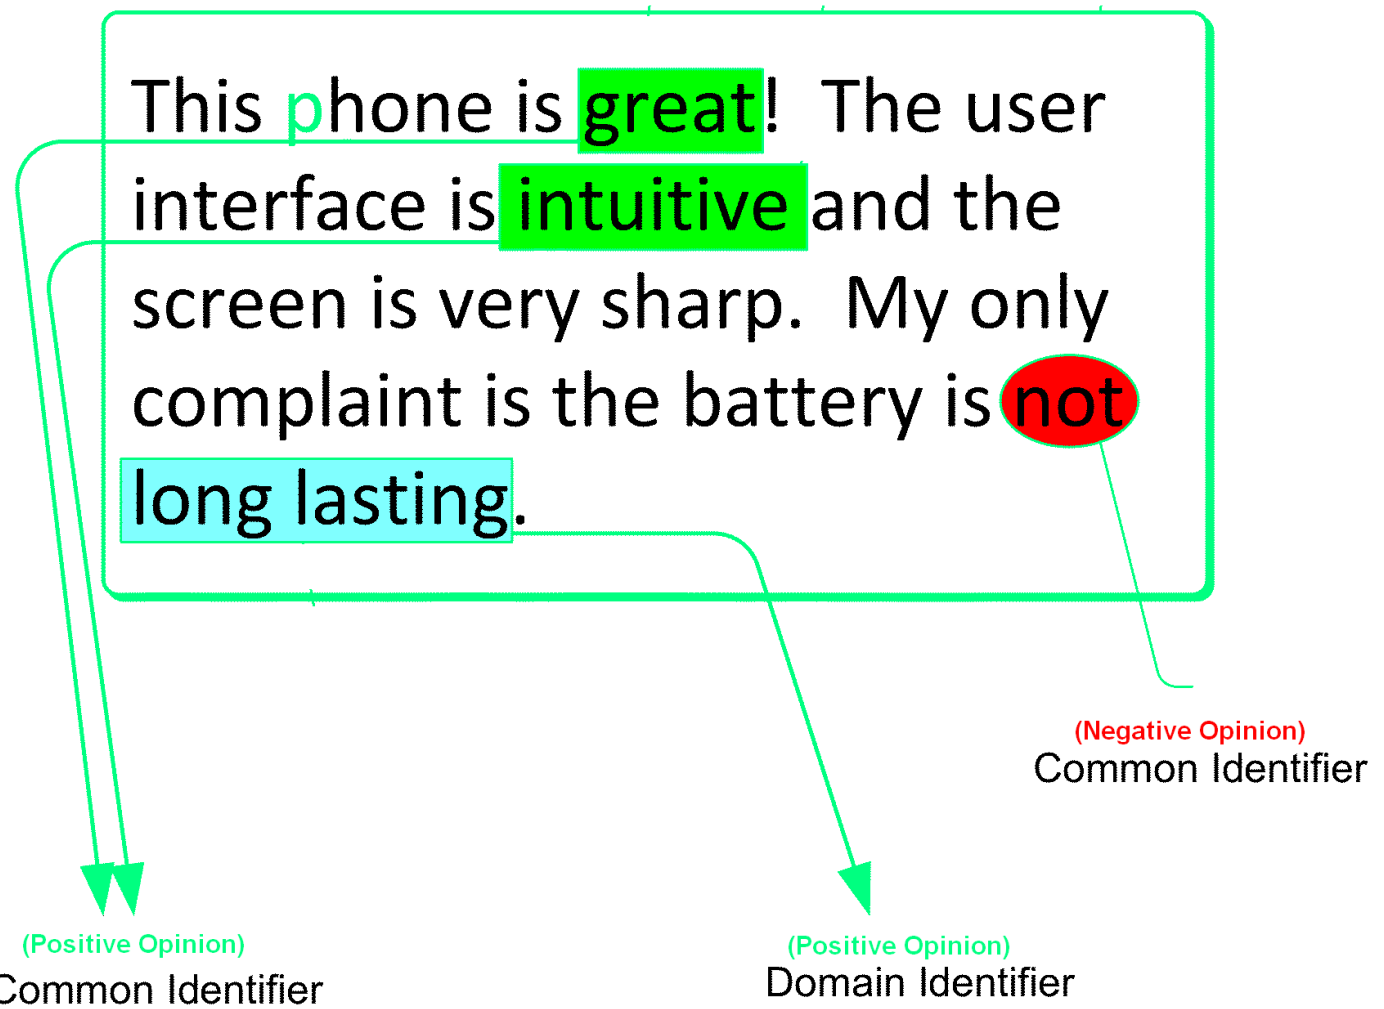 This phone is great!  The user
interface is intuitive and the
screen is very sharp.  My only
complaint is the battery is not
long lasting.
(Negative Opinion)
Common Identifier
(Positive Opinion)
Common Identifier
(Positive Opinion)
Domain Identifier